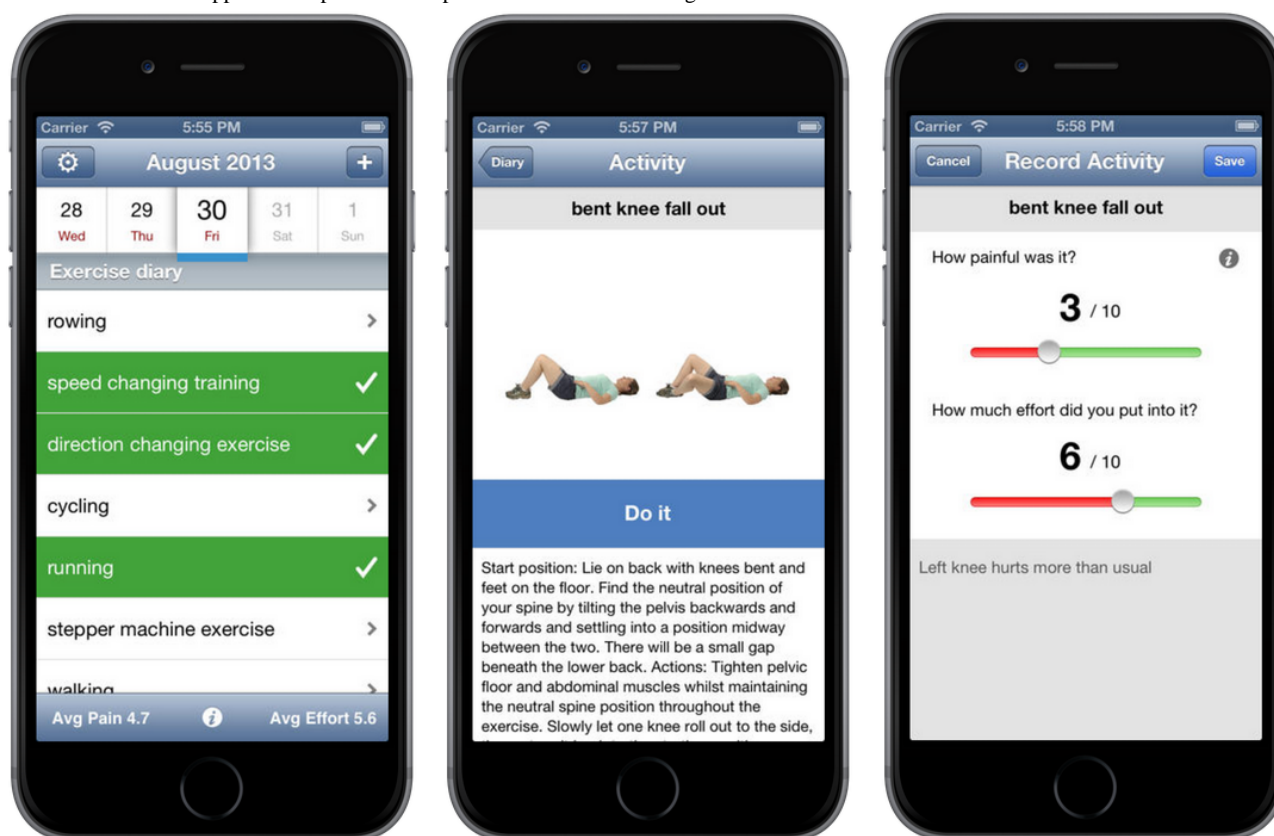 Carrier 5:55 PM
August 2013 +
28 29 30 31 1
Wed Thu Fri Sat Sun
Exercise diary
rowing
speed changing training
direction changing exercise
cycling
running
stepper machine exercise
walking
Avg Pain 4.7 i Avg Effort 5.6
Carrier 5:57 PM
Diary Activity
bent knee fall out
Do it
Start position: Lie on back with knees bent and
feet on the floor. Find the neutral position of
your spine by tilting the pelvis backwards and
forwards and settling into a position midway
between the two. There will be a small gap
beneath the lower back. Actions: Tighten pelvic
floor and abdominal muscles whilst maintaining
the neutral spine position throughout the
exercise. Slowly let one knee roll out to the side,
Carrier 5:58 PM
Cancel Record Activity Save
bent knee fall out
How painful was it? i
3 / 10
How much effort did you put into it?
6 / 10
Left knee hurts more than usual